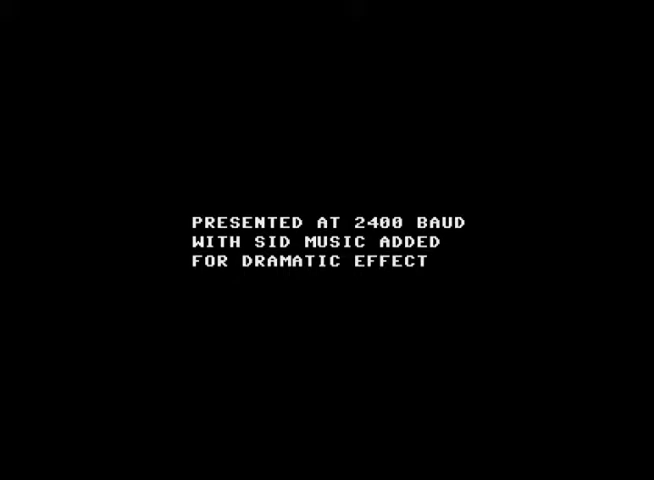 PRESENTED AT 2400 BAUD
WITH SID MUSIC ADDED
FOR DRAMATIC EFFECT